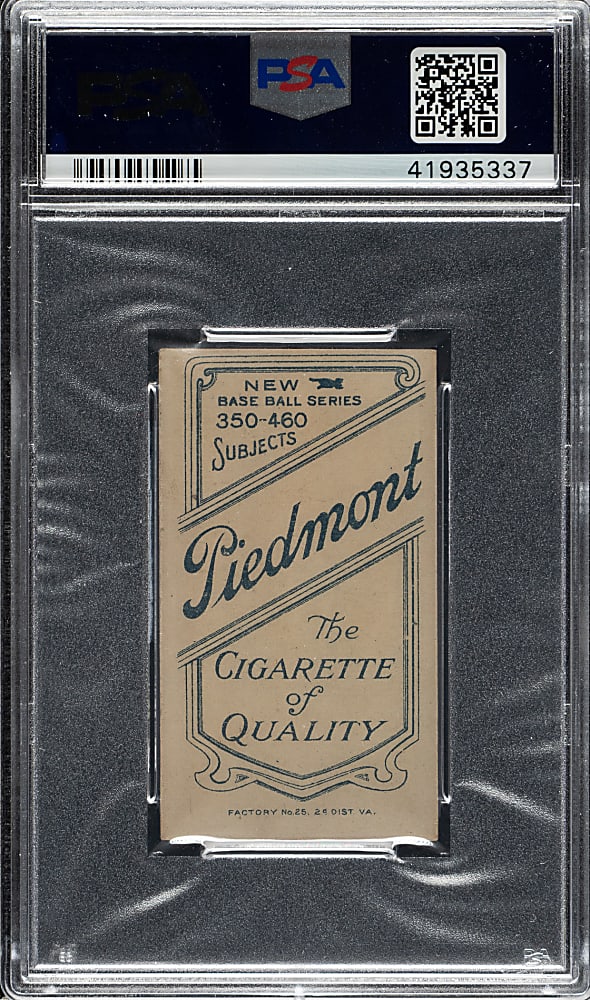 PSA
PSA
41935337
NEW
BASE BALL SERIES
350-460
SUBJECTS
Piedmont
The
CIGARETTE
of
QUALITY
FACTORY No.25, 2d DIST. VA.